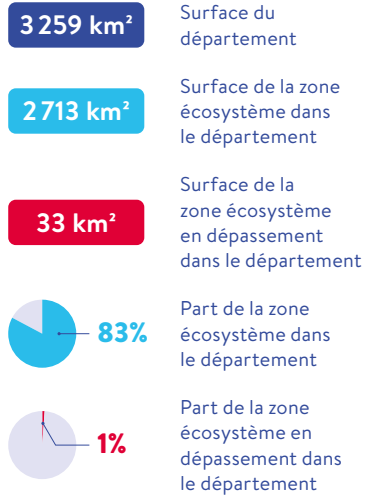 3 259 km²
Surface du
département
2 713 km²
Surface de la zone
écosystème dans
le département
33 km²
Surface de la
zone écosystème
en dépassement
dans le département
83%
Part de la zone
écosystème dans
le département
1%
Part de la zone
écosystème en
dépassement dans
le département